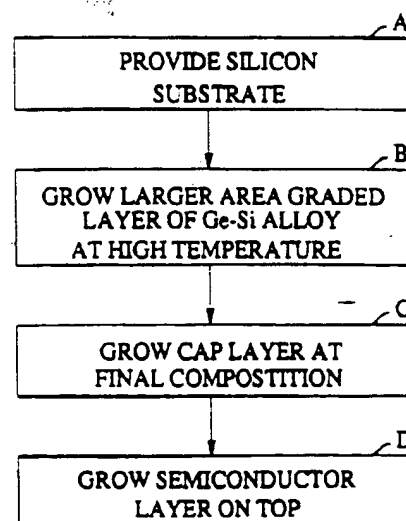 A
PROVIDE SILICON
SUBSTRATE
B
GROW LARGER AREA GRADED
LAYER OF Ge-Si ALLOY
AT HIGH TEMPERATURE
C
GROW CAP LAYER AT
FINAL COMPOSTITION
D
GROW SEMICONDUCTOR
LAYER ON TOP